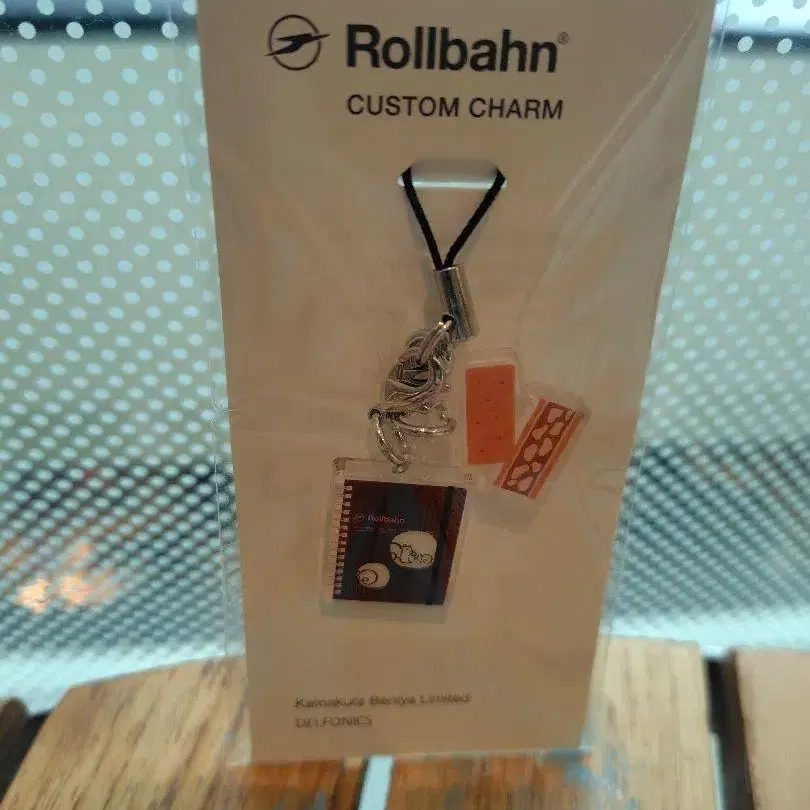 Rollbahn®
CUSTOM CHARM
Rollbahn
Kamakura Beniya Limited
DELFONICS